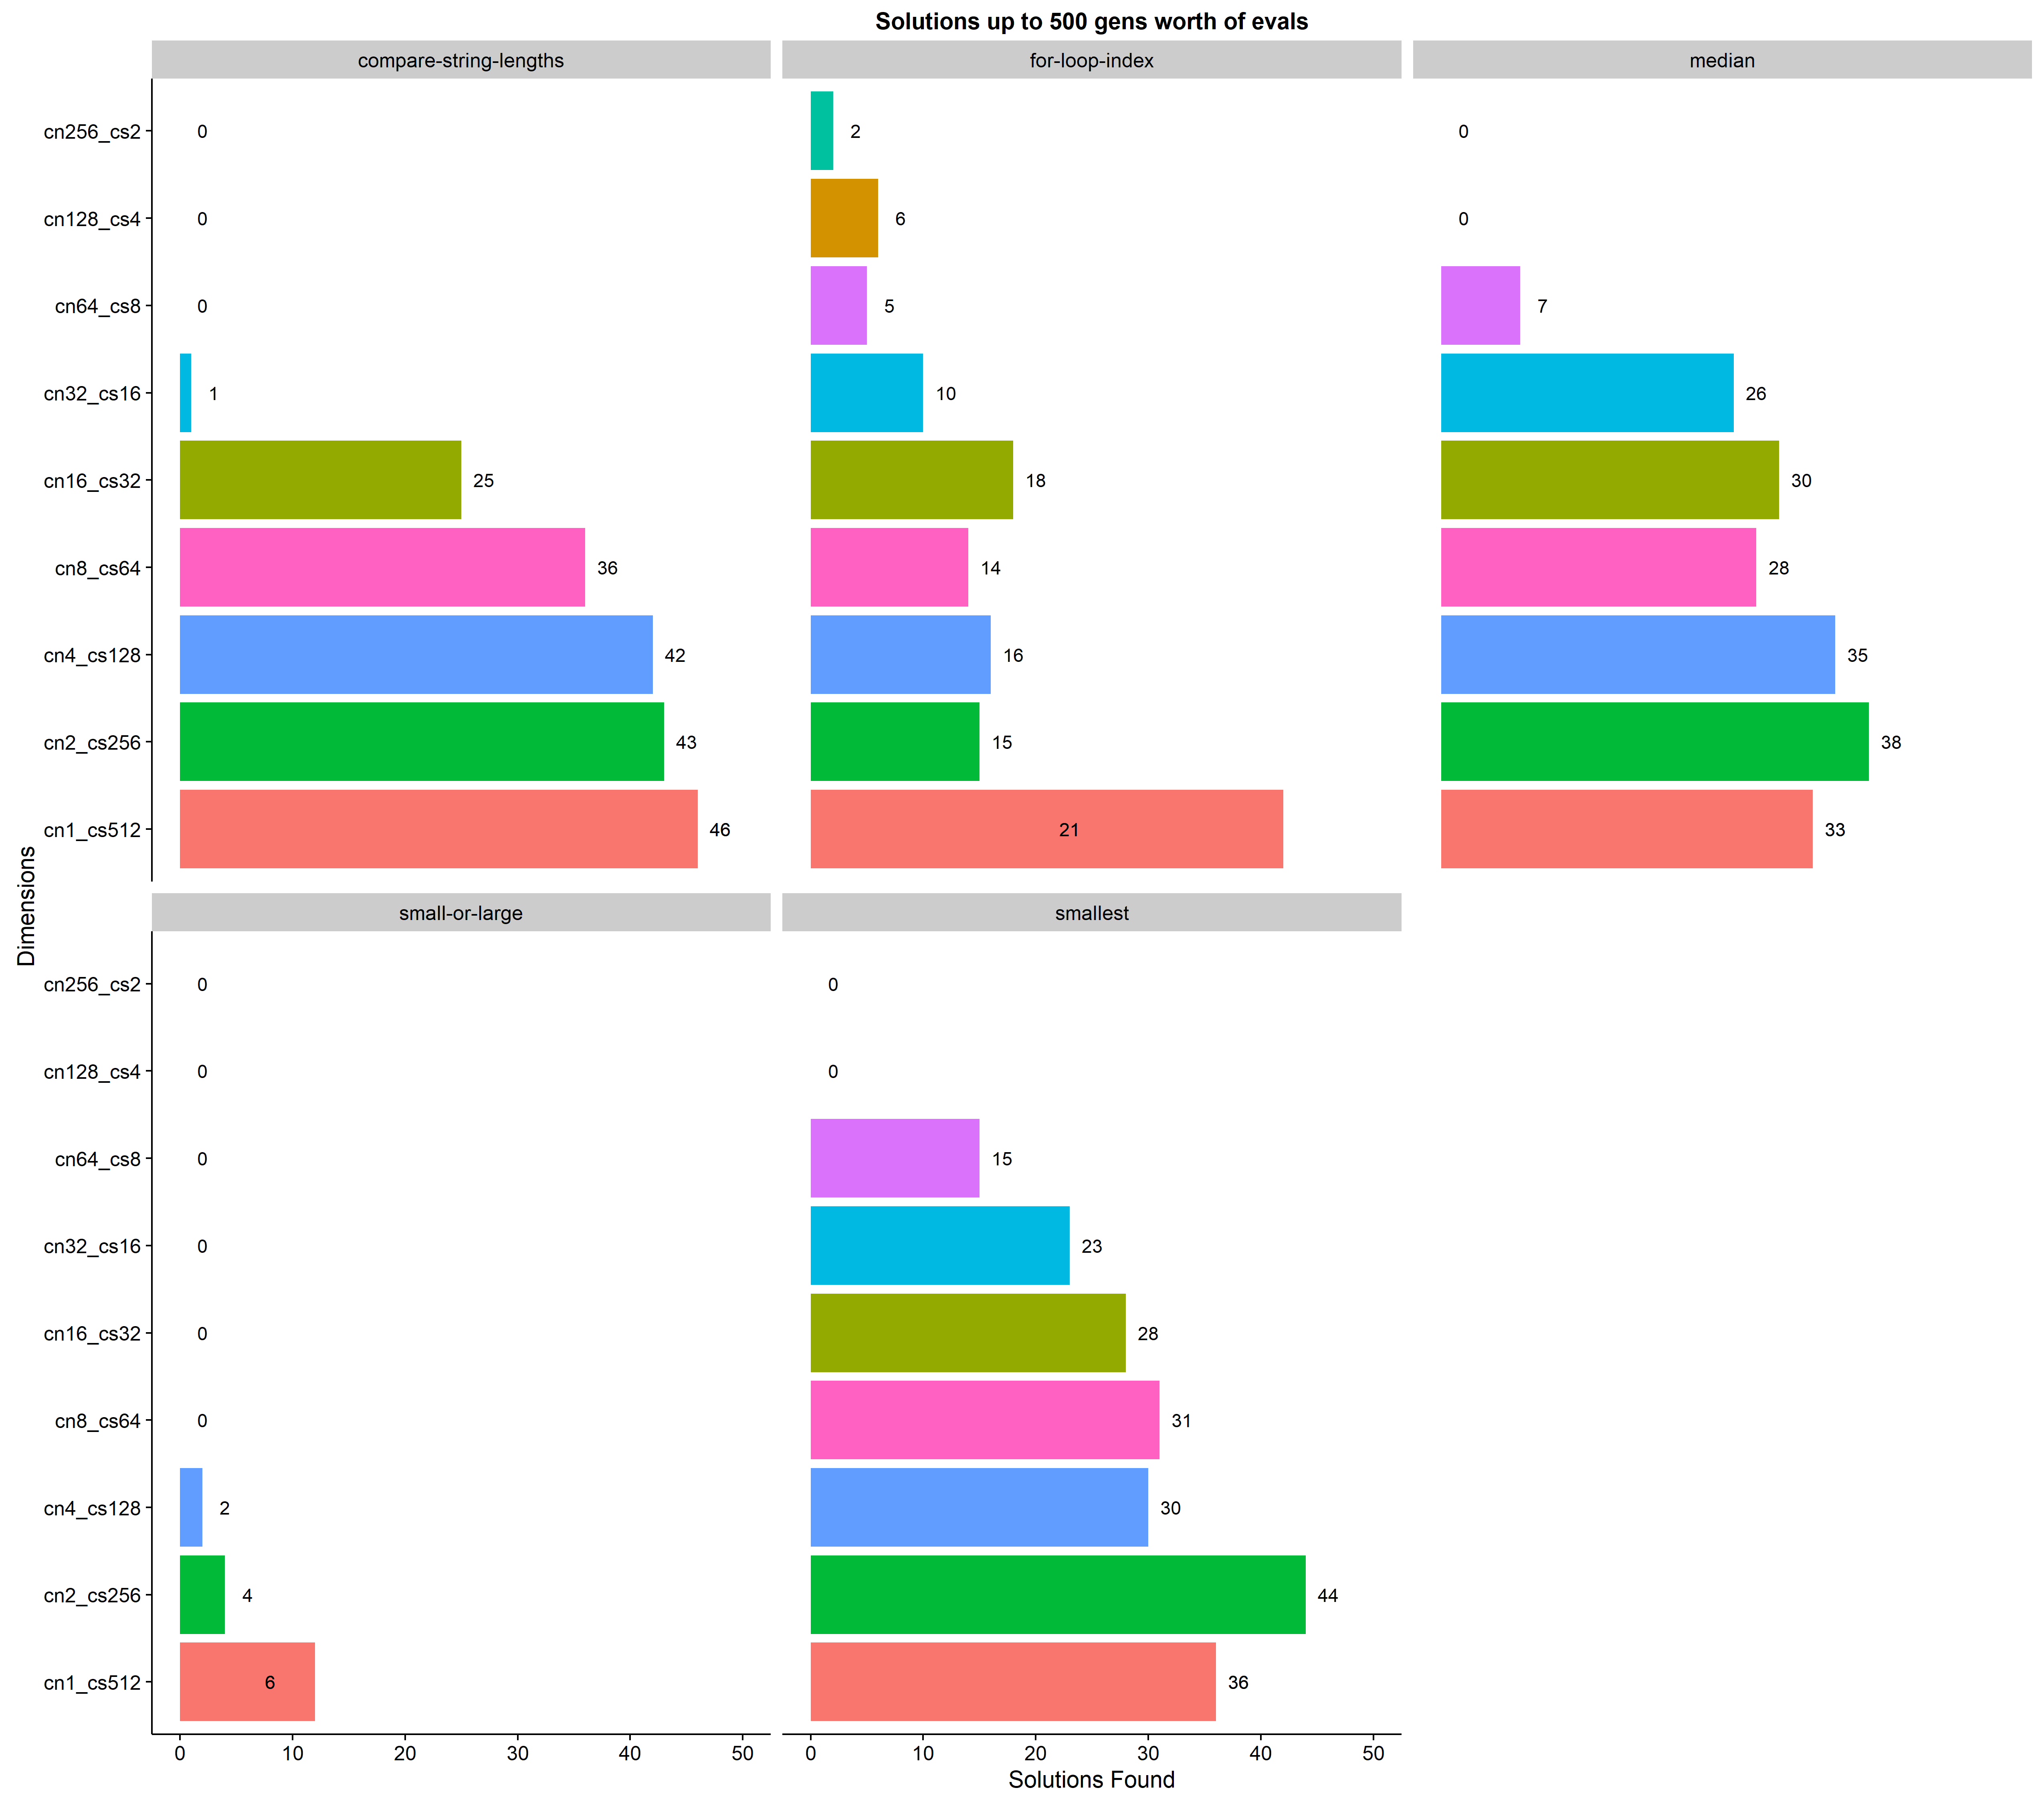 Solutions up to 500 gens worth of evals
compare-string-lengths
for-loop-index
median
cn256_cs2
0
2
0
cn128_cs4
0
6
0
cn64_cs8
0
5
7
cn32_cs16
1
10
26
cn16_cs32
25
18
30
cn8_cs64
36
14
28
cn4_cs128
42
16
35
cn2_cs256
43
15
38
cn1_cs512
46
21
33
Dimensions
small-or-large
smallest
cn256_cs2
0
0
cn128_cs4
0
0
cn64_cs8
0
15
cn32_cs16
0
23
cn16_cs32
0
28
cn8_cs64
0
31
cn4_cs128
2
30
cn2_cs256
4
44
cn1_cs512
6
36
0 10 20 30 40 50
0 10 20 30 40 50
Solutions Found